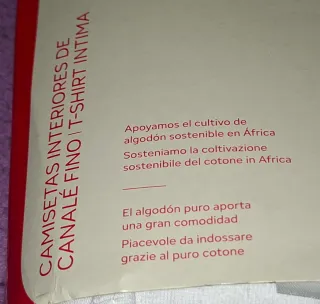 CAMISETAS INTERIORES DE
CANALÉ FINO | T-SHIRT INTIMA
Apoyamos el cultivo de
algodón sostenible en África
Sosteniamo la coltivazione
sostenibile del cotone in Africa
El algodón puro aporta
una gran comodidad
Piacevole da indossare
grazie al puro cotone